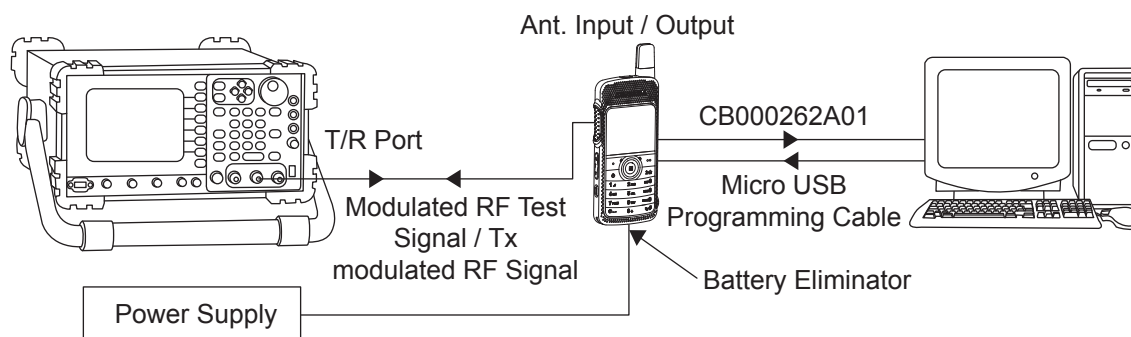 Ant. Input / Output
T/R Port
Modulated RF Test
Signal / Tx
modulated RF Signal
CB000262A01
Micro USB
Programming Cable
Battery Eliminator
Power Supply